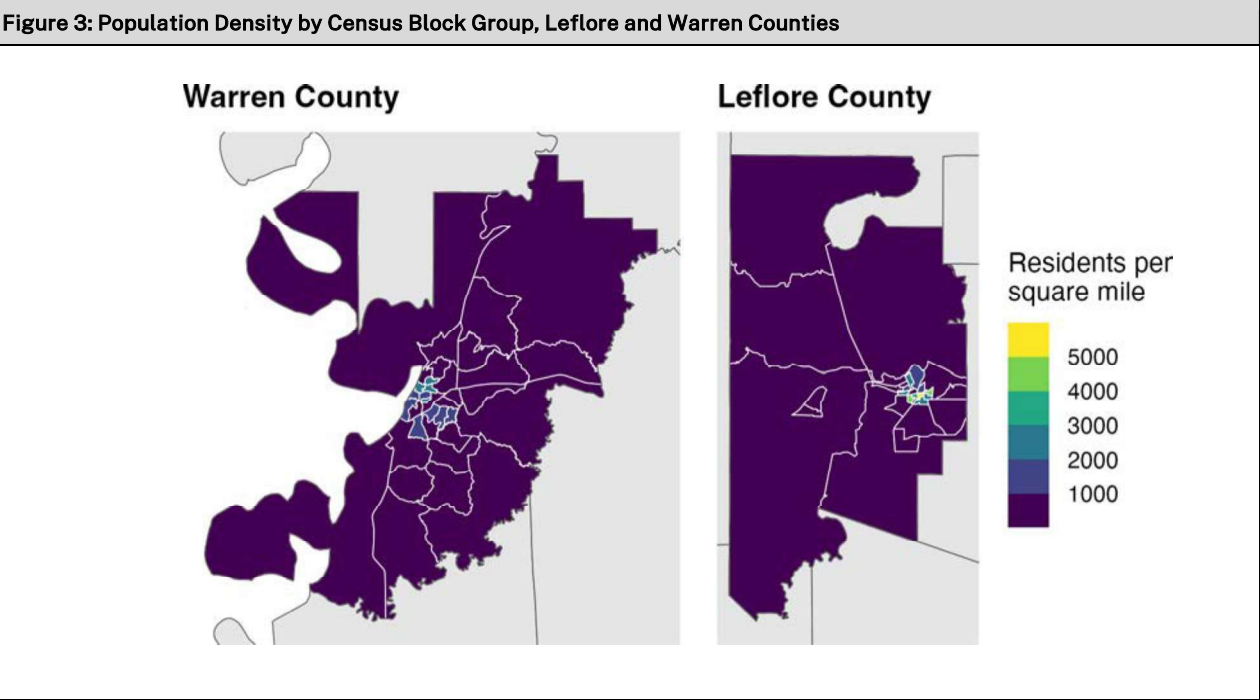 Figure 3: Population Density by Census Block Group, Leflore and Warren Counties
Warren County
Leflore County
Residents per
square mile
5000
4000
3000
2000
1000